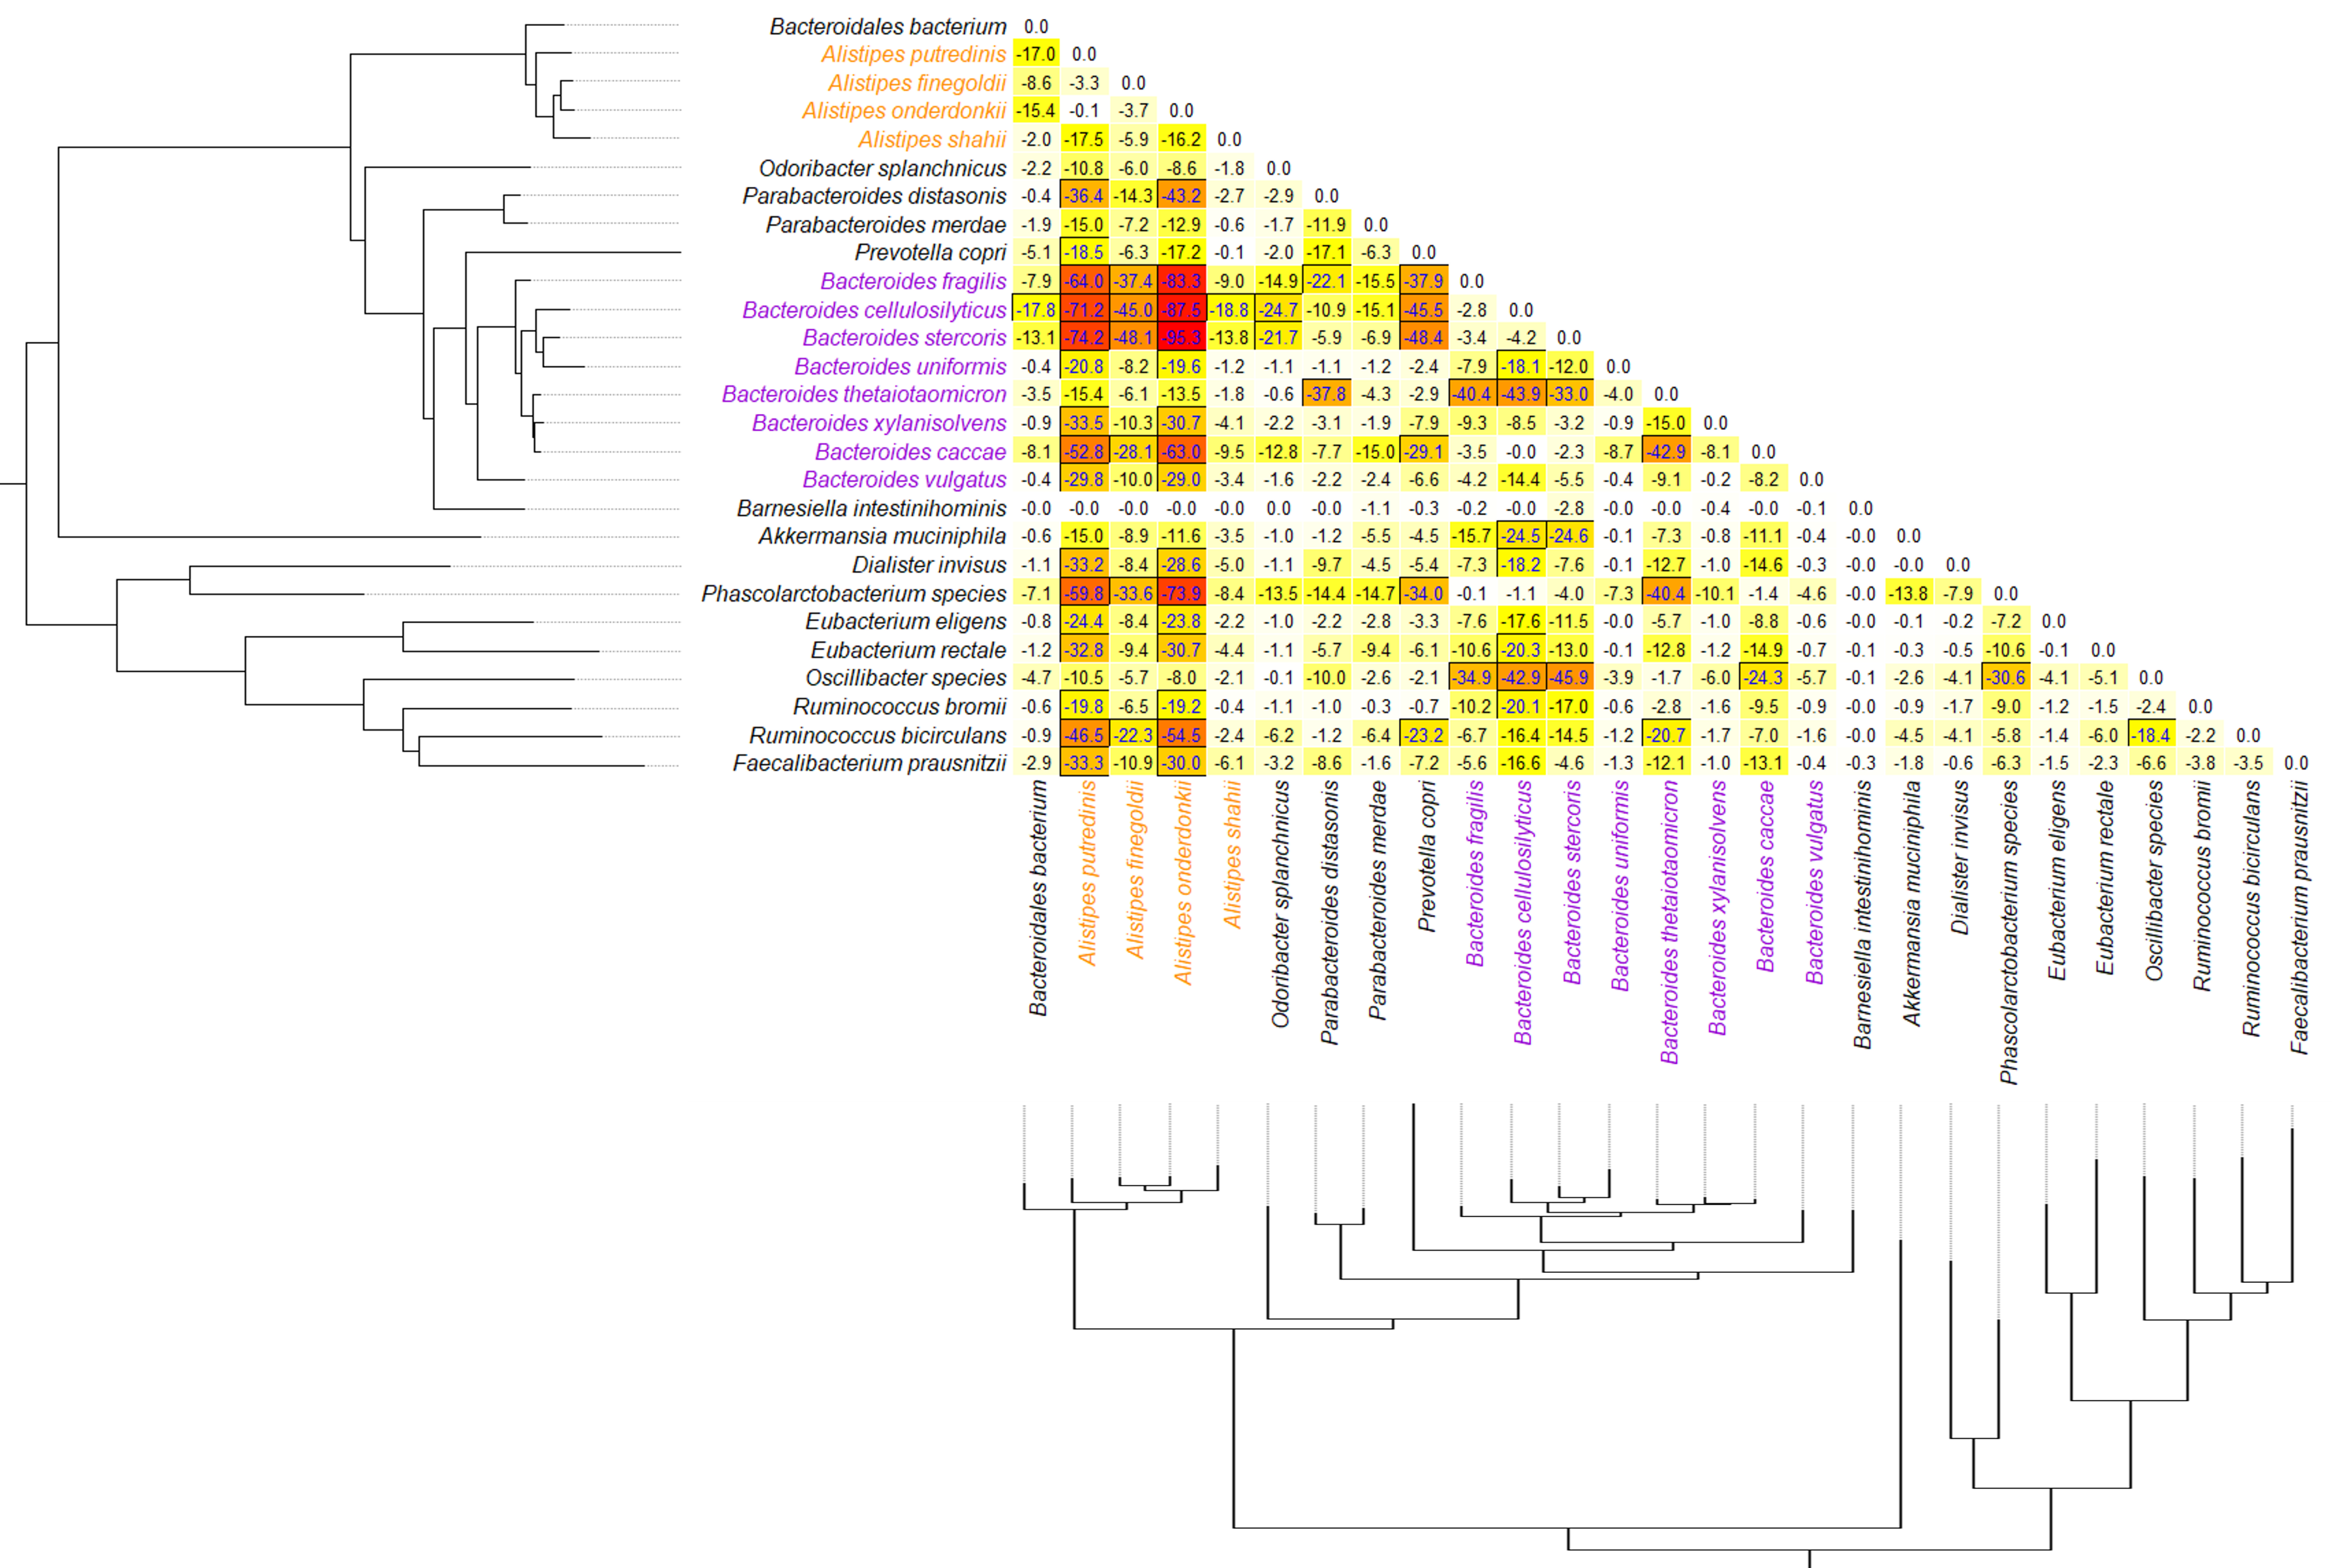 Bacteroidales bacterium 0.0
Alistipes putredinis -17.0 0.0
Alistipes finegoldii -8.6 -3.3 0.0
Alistipes onderdonkii -15.4 -0.1 -3.7 0.0
Alistipes shahii -2.0 -17.5 -5.9 -16.2 0.0
Odoribacter splanchnicus -2.2 -10.8 -6.0 -8.6 -1.8 0.0
Parabacteroides distasonis -0.4 -36.4 -14.3 -43.2 -2.7 -2.9 0.0
Parabacteroides merdae -1.9 -15.0 -7.2 -12.9 -0.6 -1.7 -11.9 0.0
Prevotella copri -5.1 -18.5 -6.3 -17.2 -0.1 -2.0 -17.1 -6.3 0.0
Bacteroides fragilis -7.9 -64.0 -37.4 -83.3 -9.0 -14.9 -22.1 -15.5 -37.9 0.0
Bacteroides cellulosilyticus -17.8 -71.2 -45.0 -87.5 -18.8 -24.7 -10.9 -15.1 -45.5 -2.8 0.0
Bacteroides stercoris -13.1 -74.2 -48.1 -95.3 -13.8 -21.7 -5.9 -6.9 -48.4 -3.4 -4.2 0.0
Bacteroides uniformis -0.4 -20.8 -8.2 -19.6 -1.2 -1.1 -1.1 -1.2 -2.4 -7.9 -18.1 -12.0 0.0
Bacteroides thetaiotaomicron -3.5 -15.4 -6.1 -13.5 -1.8 -0.6 -37.8 -4.3 -2.9 -40.4 -43.9 -33.0 -4.0 0.0
Bacteroides xylanisolvens -0.9 -33.5 -10.3 -30.7 -4.1 -2.2 -3.1 -1.9 -7.9 -9.3 -8.5 -3.2 -0.9 -15.0 0.0
Bacteroides caccae -8.1 -52.8 -28.1 -63.0 -9.5 -12.8 -7.7 -15.0 -29.1 -3.5 -0.0 -2.3 -8.7 -42.9 -8.1 0.0
Bacteroides vulgatus -0.4 -29.8 -10.0 -29.0 -3.4 -1.6 -2.2 -2.4 -6.6 -4.2 -14.4 -5.5 -0.4 -9.1 -0.2 -8.2 0.0
Barnesiella intestinihominis -0.0 -0.0 -0.0 -0.0 -0.0 0.0 -0.0 -1.1 -0.3 -0.2 -0.0 -2.8 -0.0 -0.0 -0.4 -0.0 -0.1 0.0
Akkermansia muciniphila -0.6 -15.0 -8.9 -11.6 -3.5 -1.0 -1.2 -5.5 -4.5 -15.7 -24.5 -24.6 -0.1 -7.3 -0.8 -11.1 -0.4 -0.0 0.0
Dialister invisus -1.1 -33.2 -8.4 -28.6 -5.0 -1.1 -9.7 -4.5 -5.4 -7.3 -18.2 -7.6 -0.1 -12.7 -1.0 -14.6 -0.3 -0.0 -0.0 0.0
Phascolarctobacterium species -7.1 -59.8 -33.6 -73.9 -8.4 -13.5 -14.4 -14.7 -34.0 -0.1 -1.1 -4.0 -7.3 -40.4 -10.1 -1.4 -4.6 -0.0 -13.8 -7.9 0.0
Eubacterium eligens -0.8 -24.4 -8.4 -23.8 -2.2 -1.0 -2.2 -2.8 -3.3 -7.6 -17.6 -11.5 -0.0 -5.7 -1.0 -8.8 -0.6 -0.0 -0.1 -0.2 -7.2 0.0
Eubacterium rectale -1.2 -32.8 -9.4 -30.7 -4.4 -1.1 -5.7 -9.4 -6.1 -10.6 -20.3 -13.0 -0.1 -12.8 -1.2 -14.9 -0.7 -0.1 -0.3 -0.5 -10.6 -0.1 0.0
Oscillibacter species -4.7 -10.5 -5.7 -8.0 -2.1 -0.1 -10.0 -2.6 -2.1 -34.9 -42.9 -45.9 -3.9 -1.7 -6.0 -24.3 -5.7 -0.1 -2.6 -4.1 -30.6 -4.1 -5.1 0.0
Ruminococcus bromii -0.6 -19.8 -6.5 -19.2 -0.4 -1.1 -1.0 -0.3 -0.7 -10.2 -20.1 -17.0 -0.6 -2.8 -1.6 -9.5 -0.9 -0.0 -0.9 -1.7 -9.0 -1.2 -1.5 -2.4 0.0
Ruminococcus bicirculans -0.9 -46.5 -22.3 -54.5 -2.4 -6.2 -1.2 -6.4 -23.2 -6.7 -16.4 -14.5 -1.2 -20.7 -1.7 -7.0 -1.6 -0.0 -4.5 -4.1 -5.8 -1.4 -6.0 -18.4 -2.2 0.0
Faecalibacterium prausnitzii -2.9 -33.3 -10.9 -30.0 -6.1 -3.2 -8.6 -1.6 -7.2 -5.6 -16.6 -4.6 -1.3 -12.1 -1.0 -13.1 -0.4 -0.3 -1.8 -0.6 -6.3 -1.5 -2.3 -6.6 -3.8 -3.5 0.0
Bacteroidales bacterium
Alistipes putredinis
Alistipes finegoldii
Alistipes onderdonkii
Alistipes shahii
Odoribacter splanchnicus
Parabacteroides distasonis
Parabacteroides merdae
Prevotella copri
Bacteroides fragilis
Bacteroides cellulosilyticus
Bacteroides stercoris
Bacteroides uniformis
Bacteroides thetaiotaomicron
Bacteroides xylanisolvens
Bacteroides caccae
Bacteroides vulgatus
Barnesiella intestinihominis
Akkermansia muciniphila
Dialister invisus
Phascolarctobacterium species
Eubacterium eligens
Eubacterium rectale
Oscillibacter species
Ruminococcus bromii
Ruminococcus bicirculans
Faecalibacterium prausnitzii